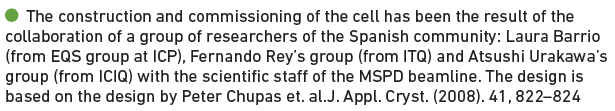 The construction and commissioning of the cell has been the result of the
collaboration of a group of researchers of the Spanish community: Laura Barrio
(from EQS group at ICP), Fernando Rey's group (from ITQ) and Atsushi Urakawa's
group (from ICIQ) with the scientific staff of the MSPD beamline. The design is
based on the design by Peter Chupas et. al.J. Appl. Cryst. (2008). 41, 822–824